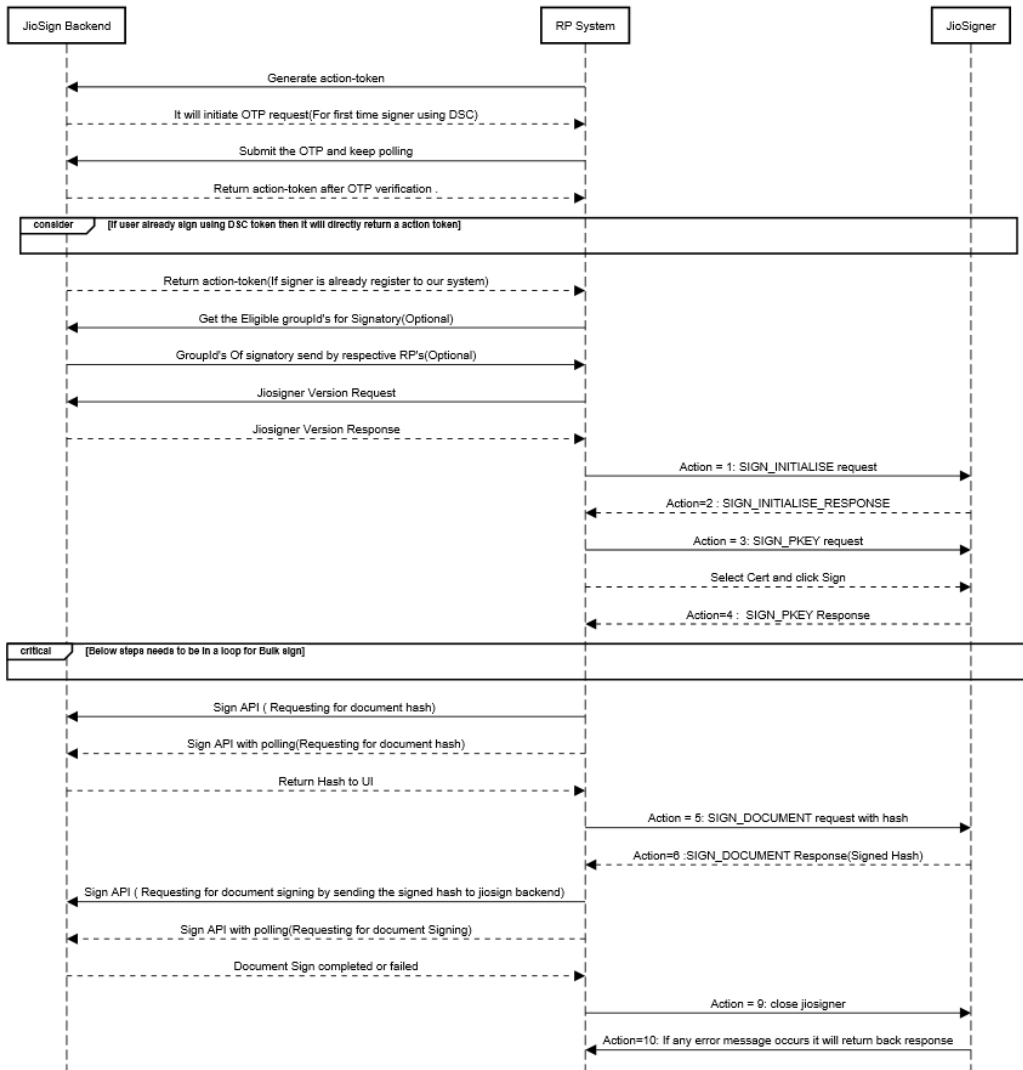 JioSign Backend
RP System
JioSigner
Generate action-token
It will initiate OTP request(For first time signer using DSC)
Submit the OTP and keep polling
Return action-token after OTP verification .
consider
[If user already sign using DSC token then it will directly return a action token]
Return action-token(If signer is already register to our system)
Get the Eligible groupId's for Signatory(Optional)
GroupId's Of signatory send by respective RP's(Optional)
Jiosigner Version Request
Jiosigner Version Response
Action = 1: SIGN_INITIALISE request
Action=2 : SIGN_INITIALISE_RESPONSE
Action = 3: SIGN_PKEY request
Select Cert and click Sign
Action=4 :  SIGN_PKEY Response
critical
[Below steps needs to be in a loop for Bulk sign]
Sign API ( Requesting for document hash)
Sign API with polling(Requesting for document hash)
Return Hash to UI
Action = 5: SIGN_DOCUMENT request with hash
Action=6 :SIGN_DOCUMENT Response(Signed Hash)
Sign API ( Requesting for document signing by sending the signed hash to jiosign backend)
Sign API with polling(Requesting for document Signing)
Document Sign completed or failed
Action = 9: close jiosigner
Action=10: If any error message occurs it will return back response